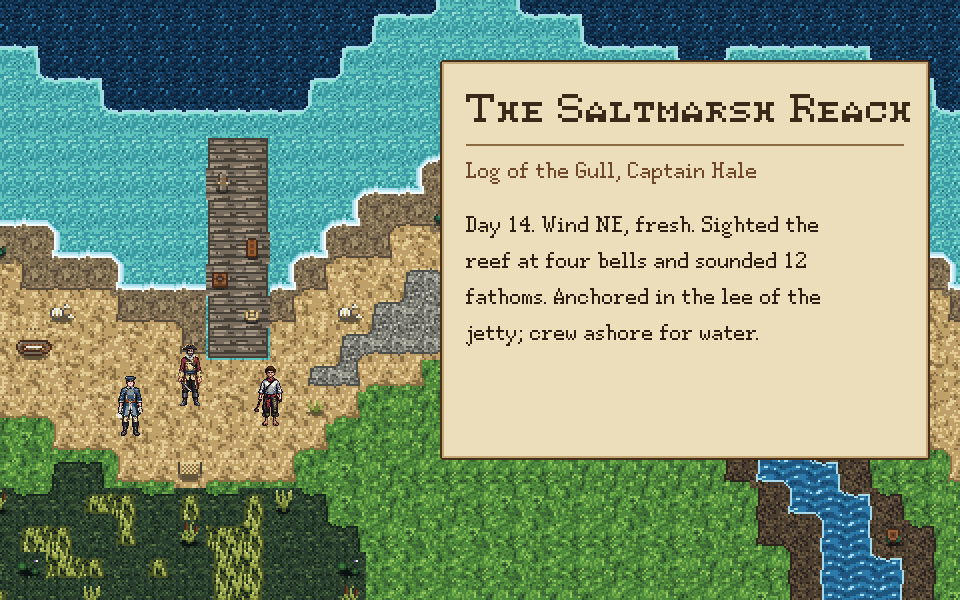 The Saltmarsh Reach
Log of the Gull, Captain Hale
Day 14. Wind NE, fresh. Sighted the
reef at four bells and sounded 12
fathoms. Anchored in the lee of the
jetty; crew ashore for water.